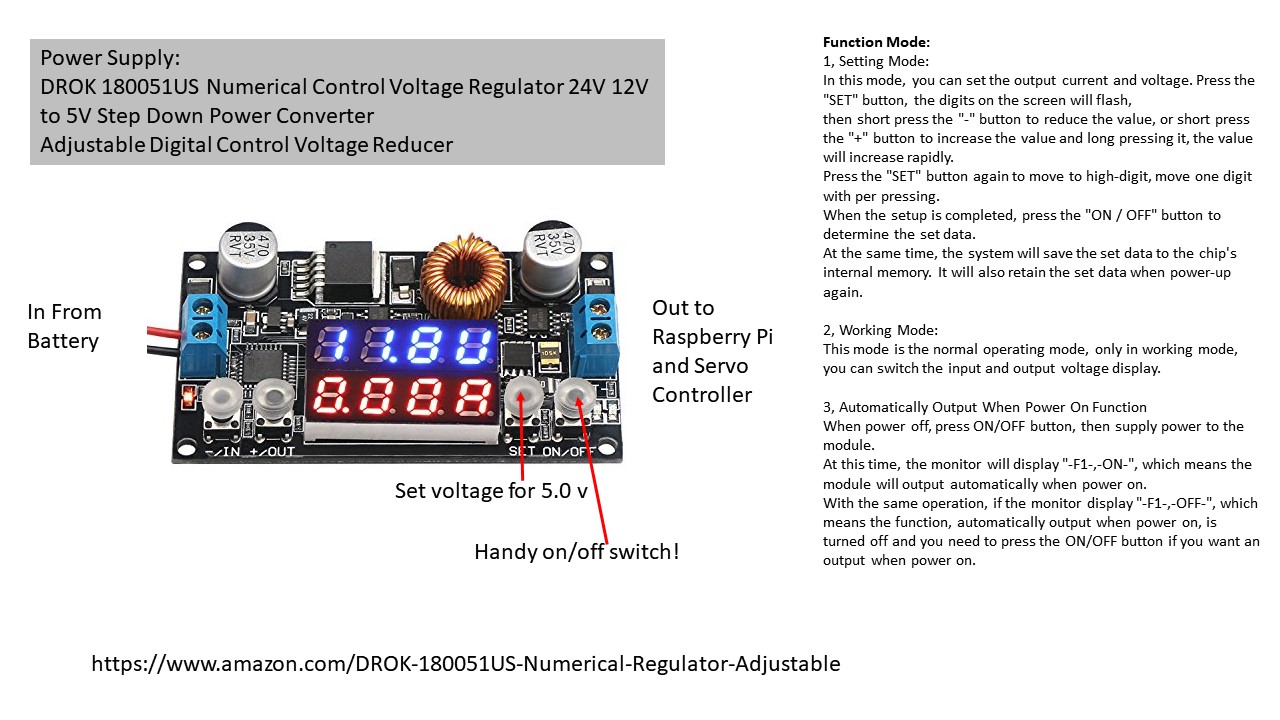 Power Supply:
DROK 180051US Numerical Control Voltage Regulator 24V 12V
to 5V Step Down Power Converter
Adjustable Digital Control Voltage Reducer
Function Mode:
1, Setting Mode:
In this mode, you can set the output current and voltage. Press the
"SET" button, the digits on the screen will flash,
then short press the "-" button to reduce the value, or short press
the "+" button to increase the value and long pressing it, the value
will increase rapidly.
Press the "SET" button again to move to high-digit, move one digit
with per pressing.
When the setup is completed, press the "ON / OFF" button to
determine the set data.
At the same time, the system will save the set data to the chip's
internal memory. It will also retain the set data when power-up
again.
2, Working Mode:
This mode is the normal operating mode, only in working mode,
you can switch the input and output voltage display.
3, Automatically Output When Power On Function
When power off, press ON/OFF button, then supply power to the
module.
At this time, the monitor will display "-F1-,-ON-", which means the
module will output automatically when power on.
With the same operation, if the monitor display "-F1-,-OFF-", which
means the function, automatically output when power on, is
turned off and you need to press the ON/OFF button if you want an
output when power on.
In From
Battery
470
35V
RVT
470
35V
RVT
11.80
0.000
-/IN +/OUT
SET ON/OFF
Out to
Raspberry Pi
and Servo
Controller
Set voltage for 5.0 v
Handy on/off switch!
https://www.amazon.com/DROK-180051US-Numerical-Regulator-Adjustable